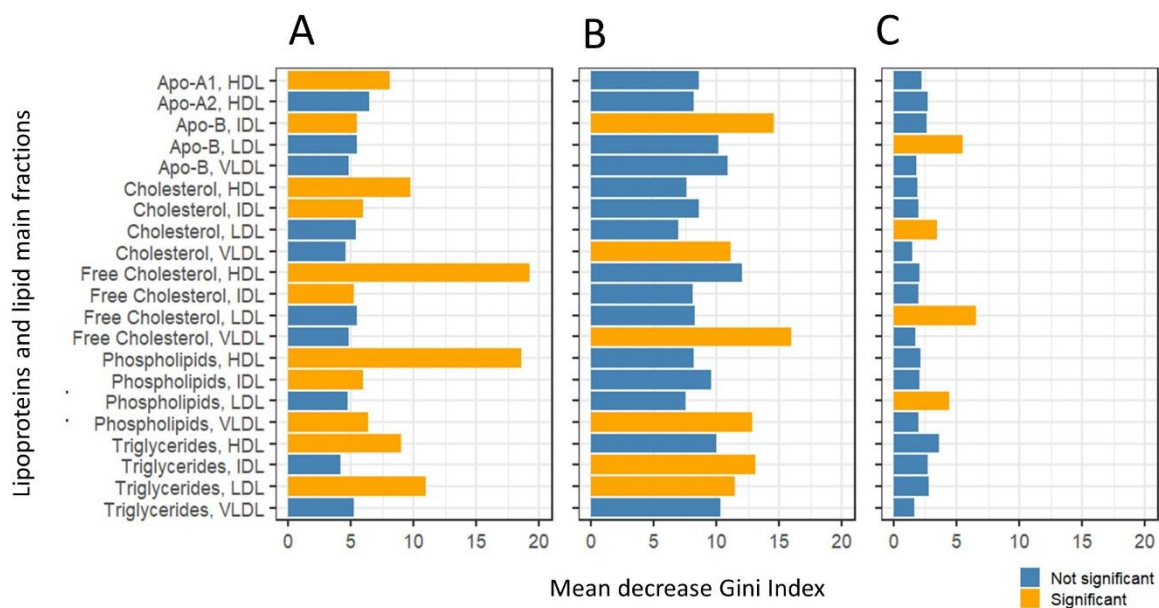 A B C
Lipoproteins and lipid main fractions
Apo-A1, HDL
Apo-A2, HDL
Apo-B, IDL
Apo-B, LDL
Apo-B, VLDL
Cholesterol, HDL
Cholesterol, IDL
Cholesterol, LDL
Cholesterol, VLDL
Free Cholesterol, HDL
Free Cholesterol, IDL
Free Cholesterol, LDL
Free Cholesterol, VLDL
Phospholipids, HDL
Phospholipids, IDL
Phospholipids, LDL
Phospholipids, VLDL
Triglycerides, HDL
Triglycerides, IDL
Triglycerides, LDL
Triglycerides, VLDL
0 5 10 15 20 0 5 10 15 20 0 5 10 15 20
Mean decrease Gini Index
Not significant
Significant